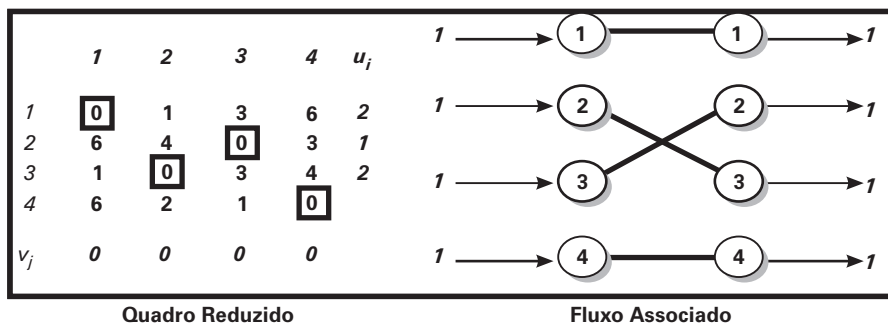 1 2 3 4 ui
1 0 1 3 6 2
2 6 4 0 3 1
3 1 0 3 4 2
4 6 2 1 0
vj 0 0 0 0
1 1 1 1
1 2 2 1
1 3 3 1
1 4 4 1
Quadro Reduzido
Fluxo Associado